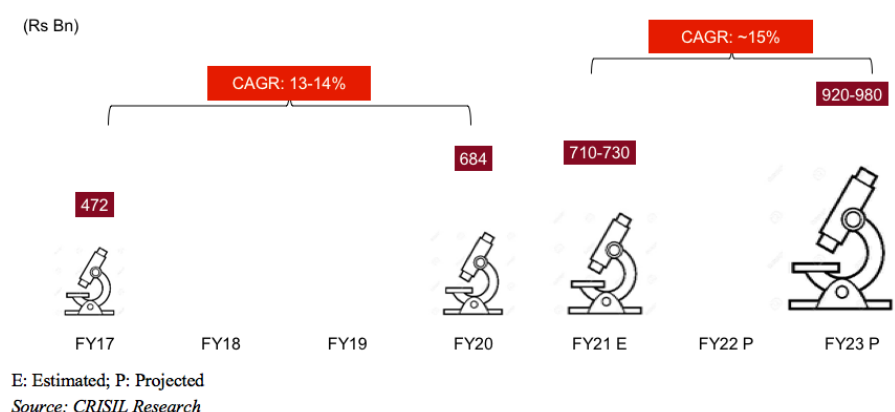 (Rs Bn)
CAGR: ~15%
CAGR: 13-14%
920-980
684
710-730
472
FY17 FY18 FY19 FY20 FY21 E FY22 P FY23 P
E: Estimated; P: Projected
Source: CRISIL Research